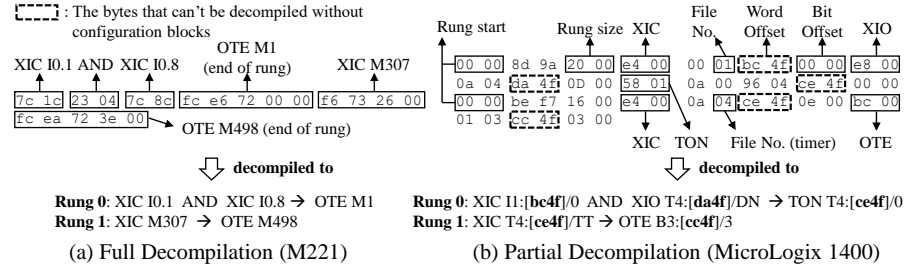 : The bytes that can't be decompiled without
configuration blocks
OTE M1
XIC I0.1 AND XIC I0.8 (end of rung) XIC M307
7c 1c 23 04 7c 8c fc e6 72 00 00 f6 73 26 00
fc ea 72 3e 00
OTE M498 (end of rung)
decompiled to
Rung 0: XIC I0.1 AND XIC I0.8 → OTE M1
Rung 1: XIC M307 → OTE M498
(a) Full Decompilation (M221)
File Word Bit
Rung start Rung size XIC No. Offset Offset XIO
00 00 8d 9a 20 00 e4 00 00 01 bc 4f 00 00 e8 00
0a 04 da 4f 0D 00 58 01 0a 00 96 04 ce 4f 00 00
00 00 be f7 16 00 e4 00 0a 04 ce 4f 0e 00 bc 00
01 03 cc 4f 03 00
XIC TON File No. (timer) OTE
decompiled to
Rung 0: XIC I1:[bc4f]/0 AND XIO T4:[da4f]/DN → TON T4:[ce4f]/0
Rung 1: XIC T4:[ce4f]/TT → OTE B3:[cc4f]/3
(b) Partial Decompilation (MicroLogix 1400)